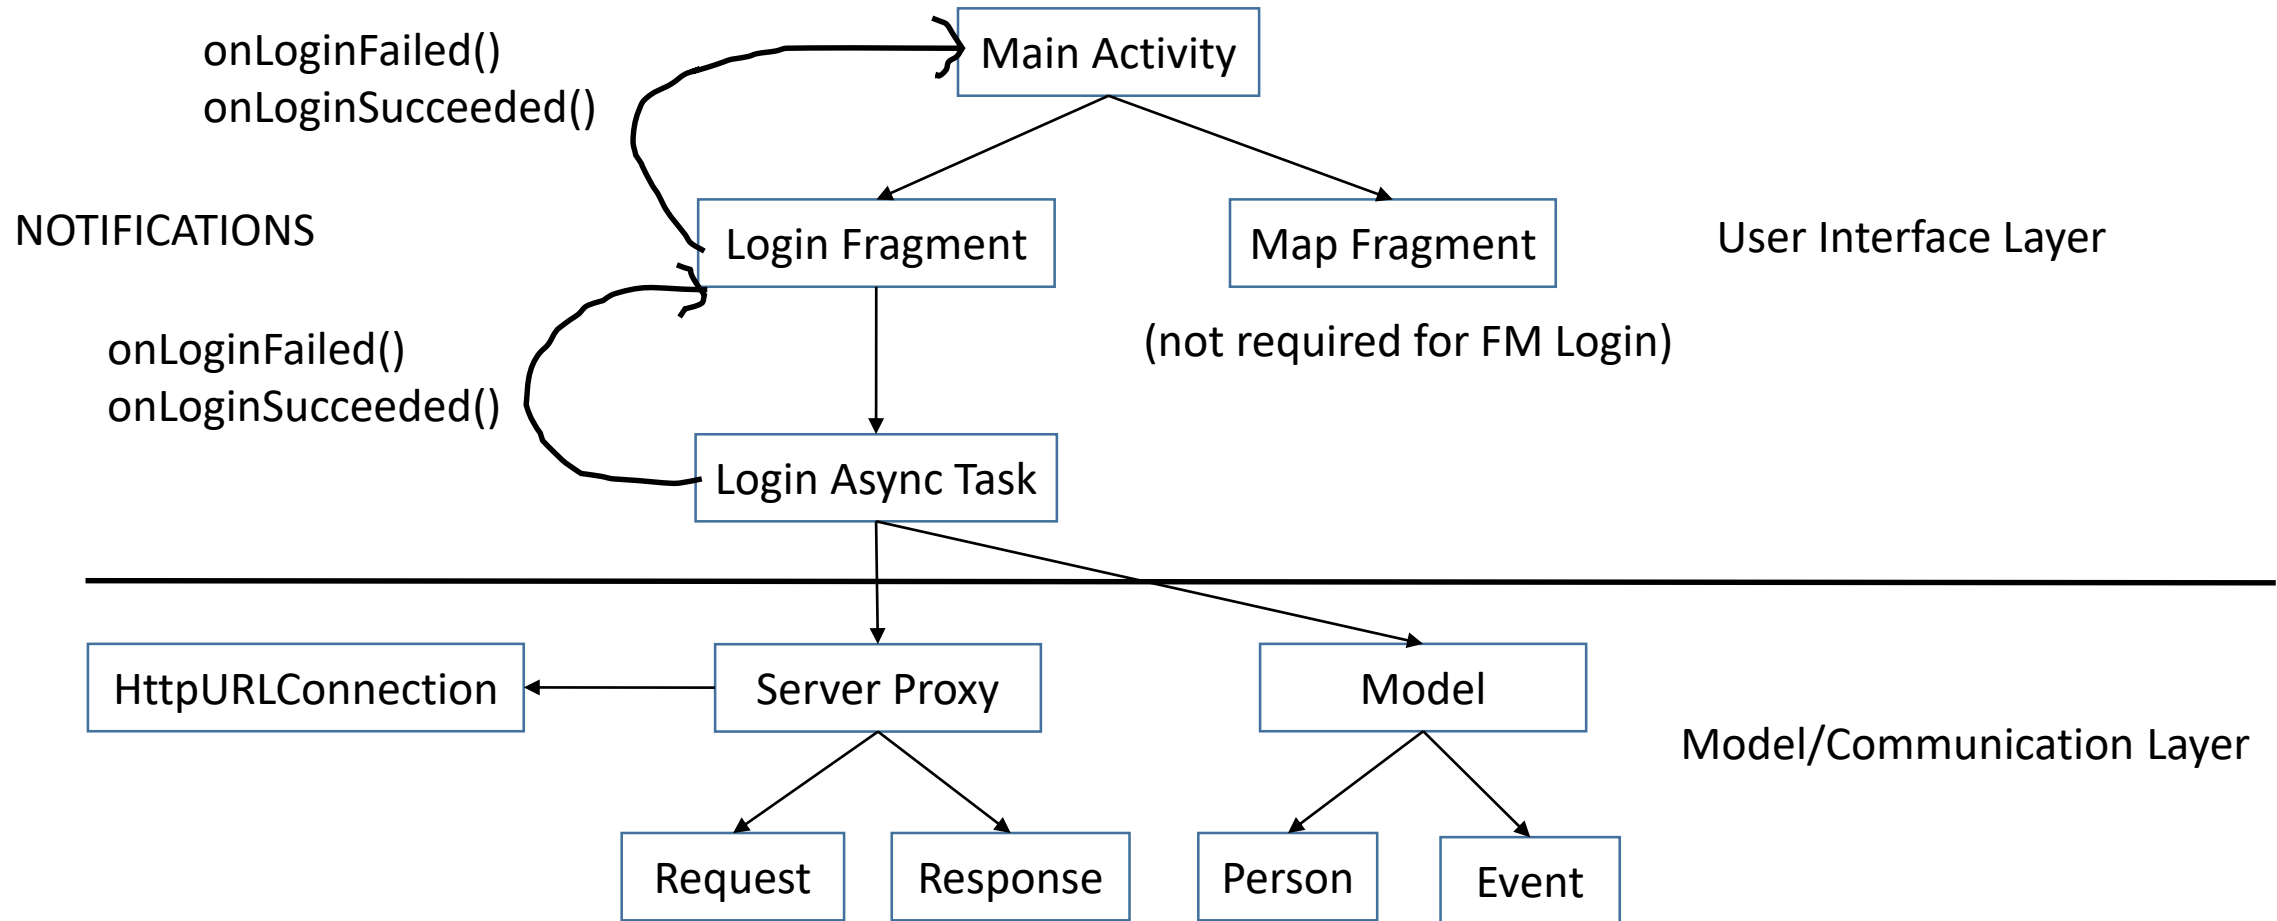 onLoginFailed()
onLoginSucceeded()
Main Activity
NOTIFICATIONS
Login Fragment
Map Fragment
User Interface Layer
(not required for FM Login)
onLoginFailed()
onLoginSucceeded()
Login Async Task
HttpURLConnection
Server Proxy
Model
Model/Communication Layer
Request
Response
Person
Event